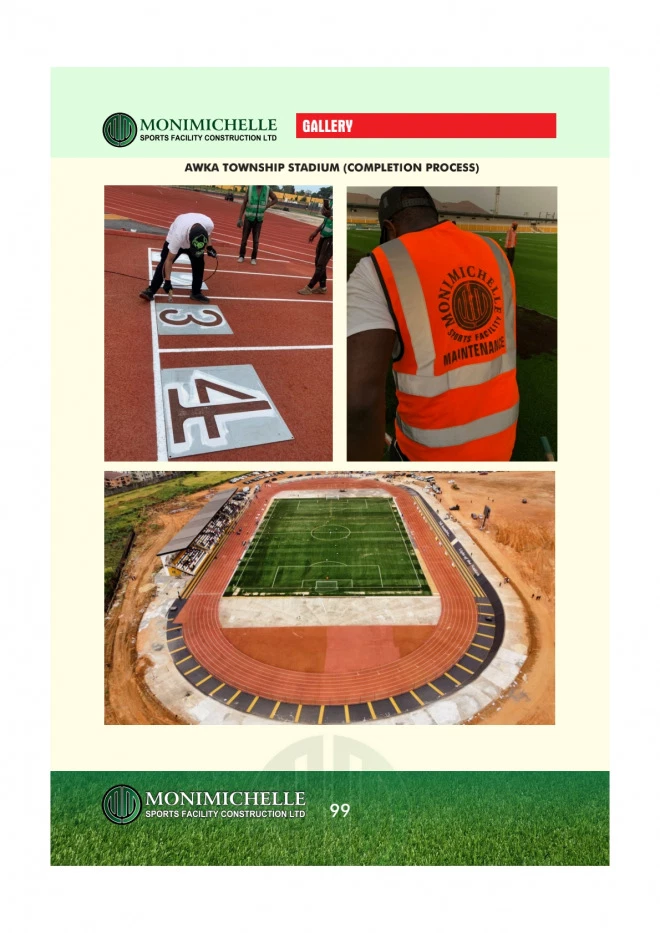 MONIMICHELLE
SPORTS FACILITY CONSTRUCTION LTD
GALLERY
AWKA TOWNSHIP STADIUM (COMPLETION PROCESS)
3
4
MONIMICHELLE
SPORTS FACILITY
MAINTENANCE
MONIMICHELLE
SPORTS FACILITY CONSTRUCTION LTD
99